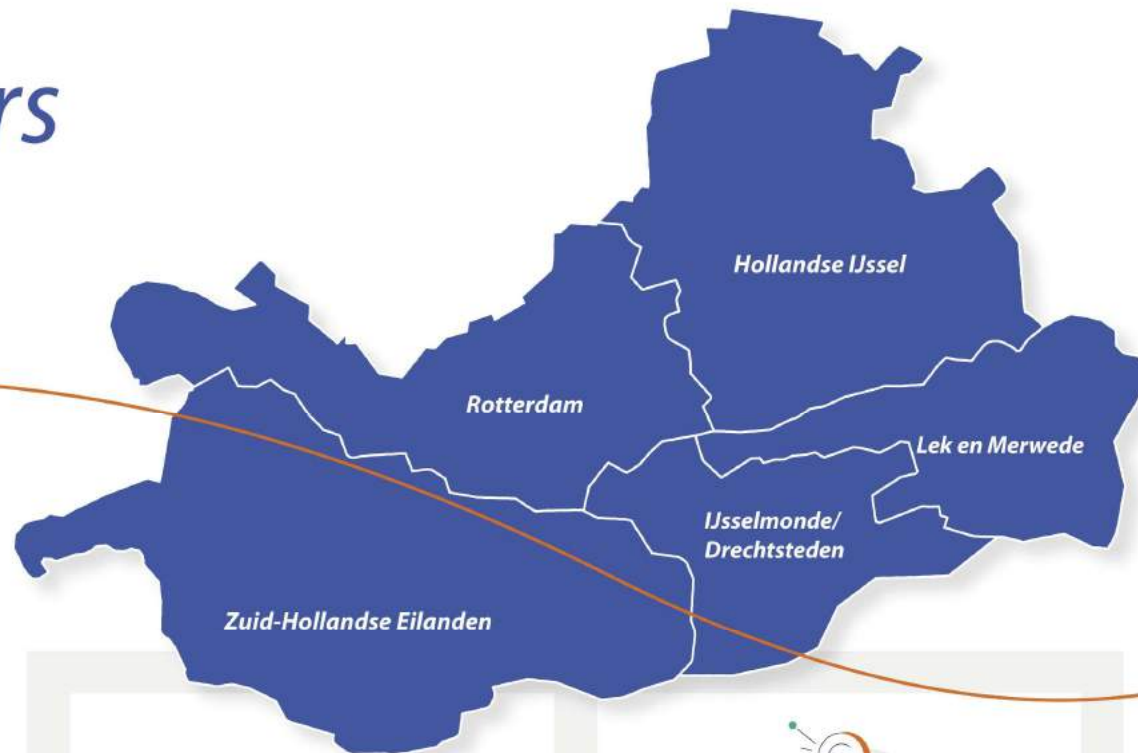 rs
Hollandse IJssel
Rotterdam
Lek en Merwede
IJsselmonde/
Drechtsteden
Zuid-Hollandse Eilanden